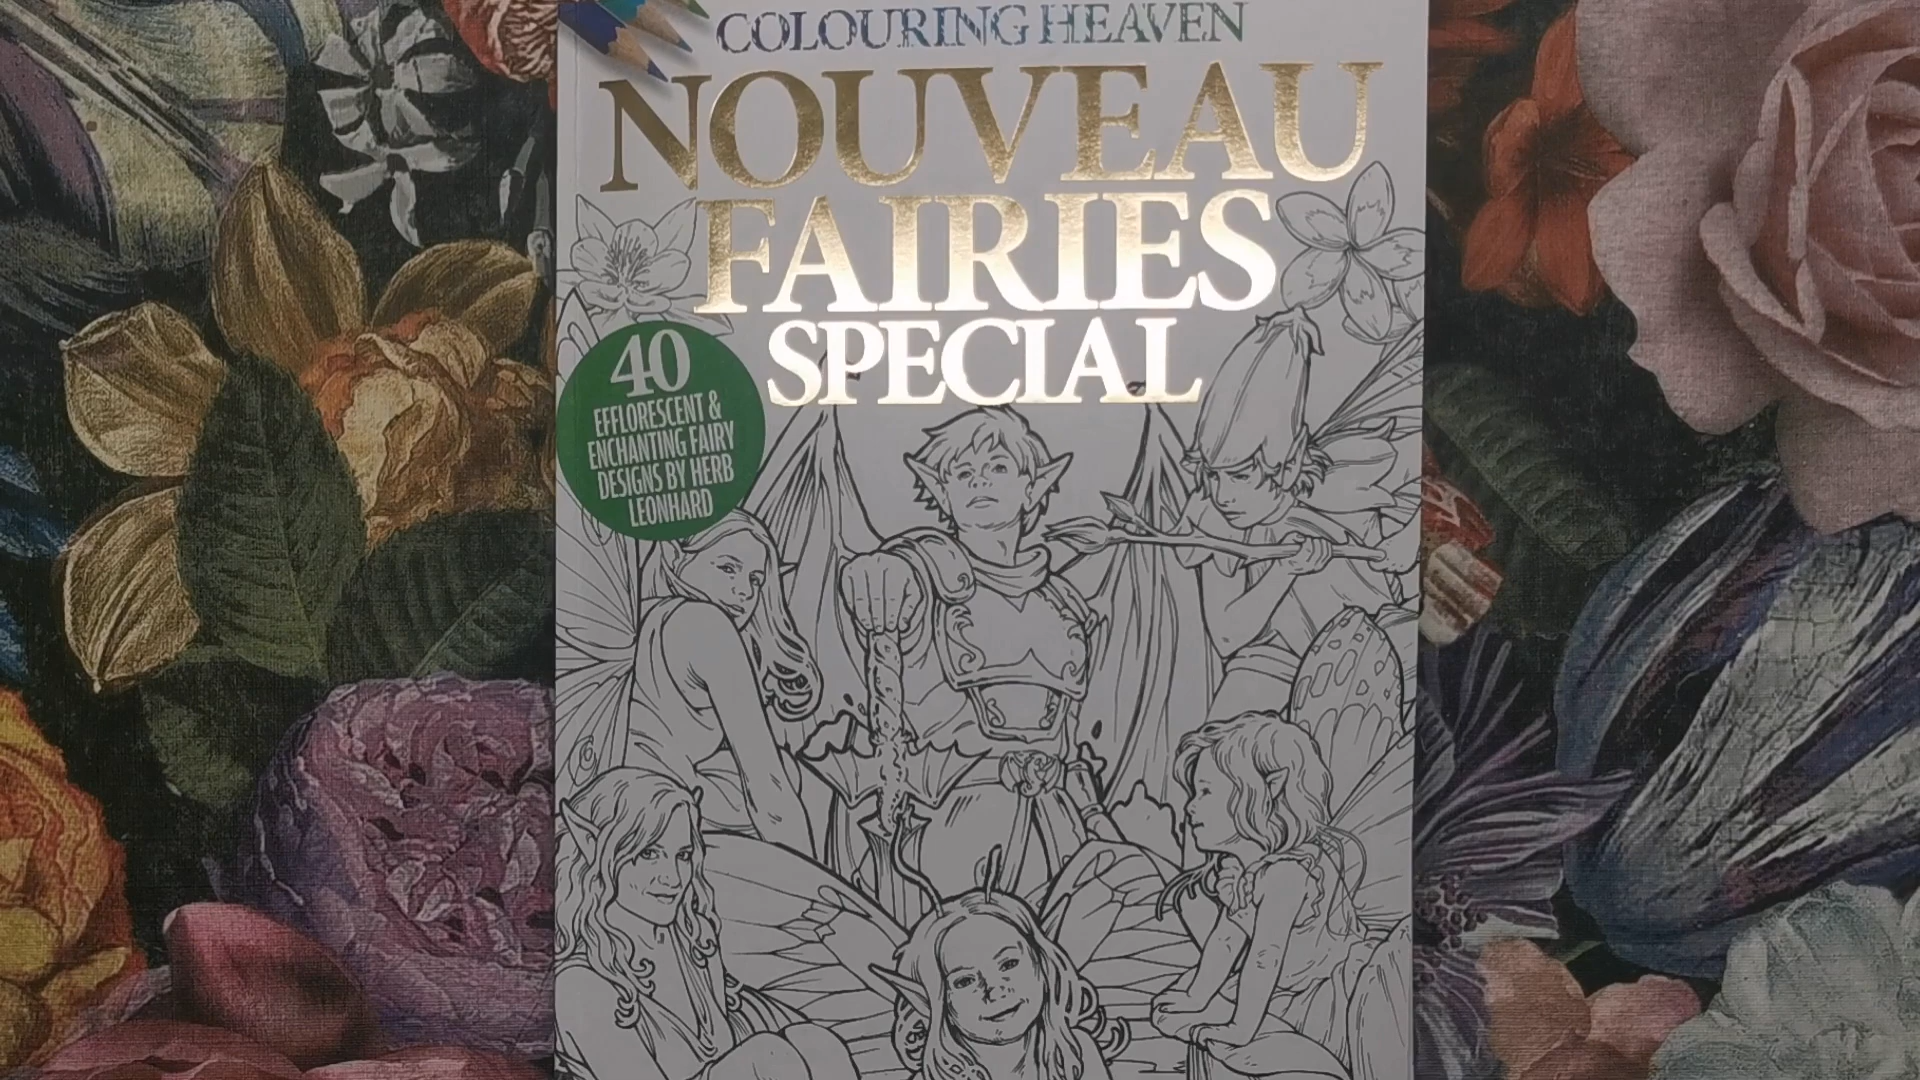 COLOURING HEAVEN
NOUVEAU
FAIRIES
SPECIAL
40
EFFLORESCENT &
ENCHANTING FAIRY
DESIGNS BY HERB
LEONHARD